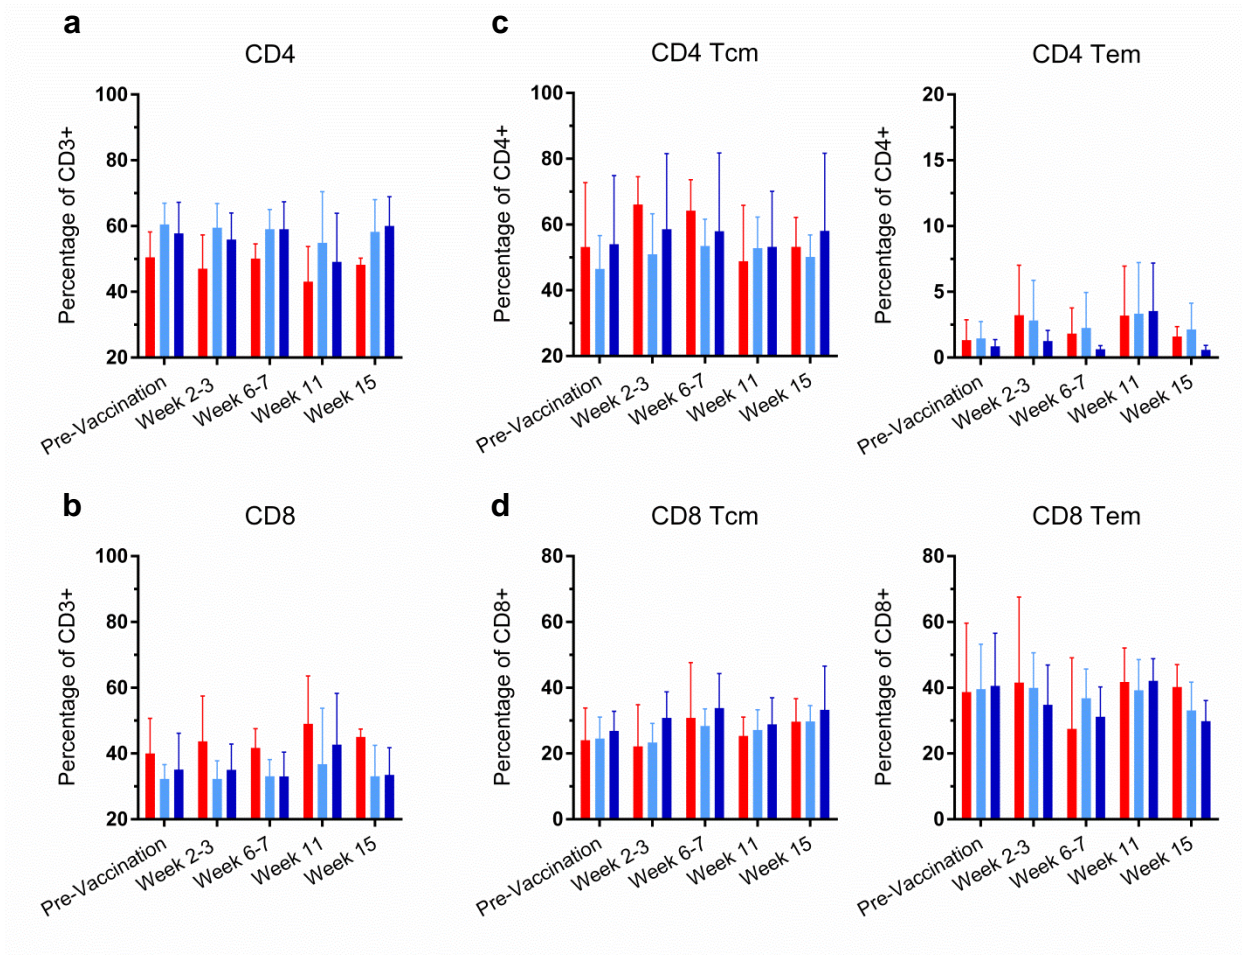 a
CD4
Percentage of CD3+
100
80
60
40
20
Pre-Vaccination
Week 2-3
Week 6-7
Week 11
Week 15
c
CD4 Tcm
Percentage of CD4+
100
80
60
40
20
Pre-Vaccination
Week 2-3
Week 6-7
Week 11
Week 15
CD4 Tem
Percentage of CD4+
20
15
10
5
0
Pre-Vaccination
Week 2-3
Week 6-7
Week 11
Week 15
b
CD8
Percentage of CD3+
100
80
60
40
20
Pre-Vaccination
Week 2-3
Week 6-7
Week 11
Week 15
d
CD8 Tcm
Percentage of CD8+
80
60
40
20
0
Pre-Vaccination
Week 2-3
Week 6-7
Week 11
Week 15
CD8 Tem
Percentage of CD8+
80
60
40
20
0
Pre-Vaccination
Week 2-3
Week 6-7
Week 11
Week 15